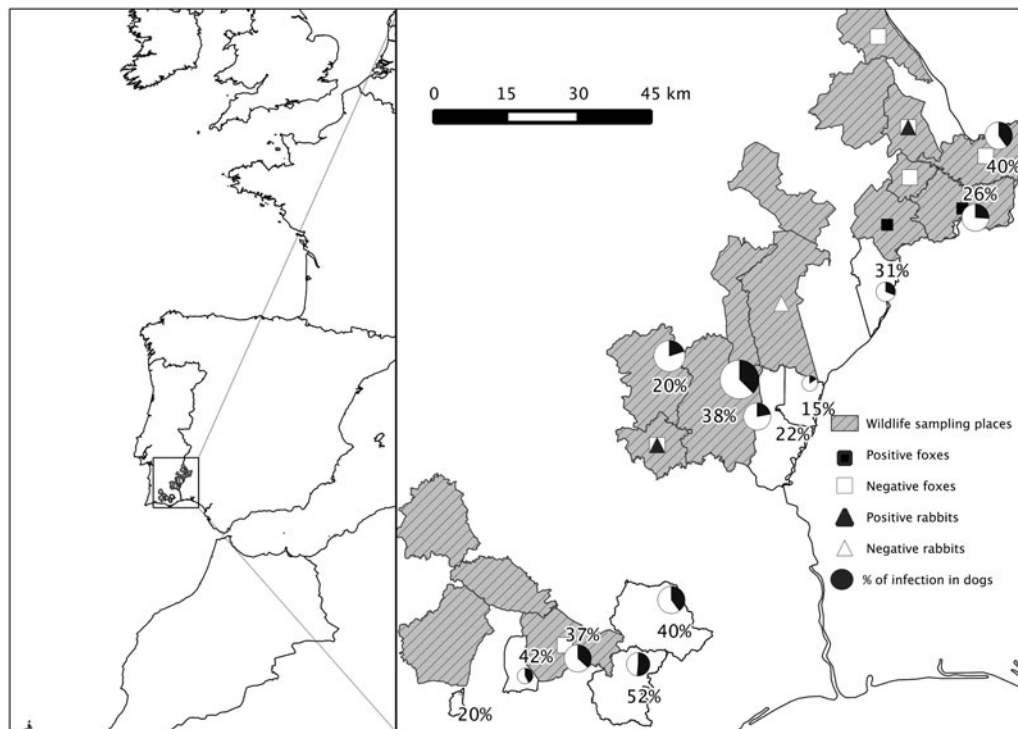 0 15 30 45 km
40%
26%
31%
20%
38%
15%
22%
Wildlife sampling places
Positive foxes
Negative foxes
Positive rabbits
Negative rabbits
% of infection in dogs
40%
37%
42%
52%
20%